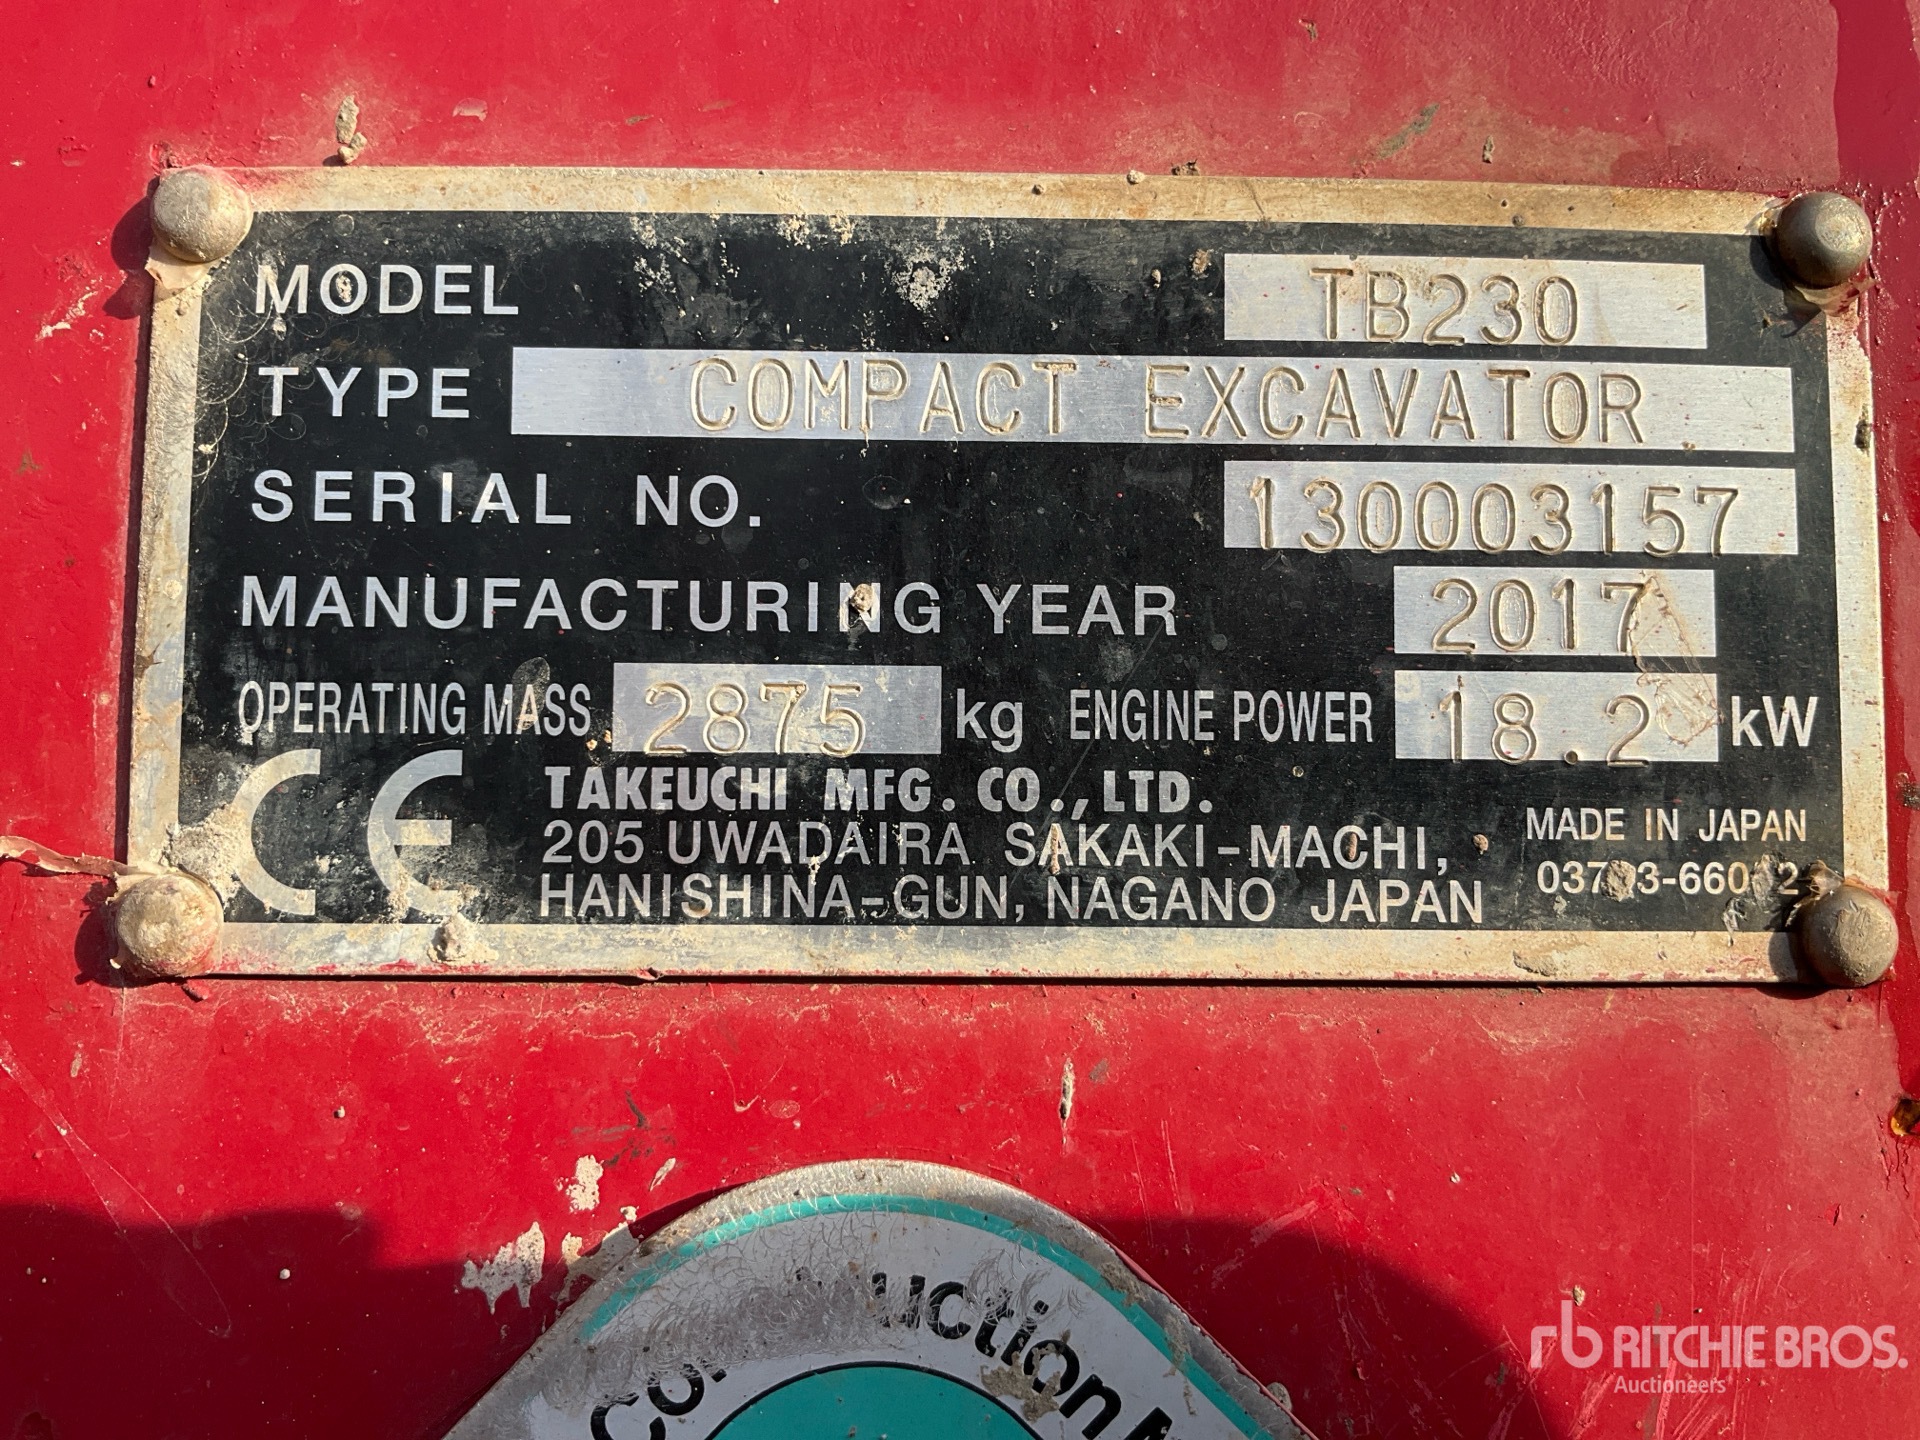 MODEL TB230
TYPE COMPACT EXCAVATOR
SERIAL NO. 130003157
MANUFACTURING YEAR 2017
OPERATING MASS 2875 kg ENGINE POWER 18.2 kW
CE
TAKEUCHI MFG. CO., LTD.
205 UWADAIRA SAKAKI-MACHI,
HANISHINA-GUN, NAGANO JAPAN
MADE IN JAPAN
rb RITCHIE BROS.
Auctioneers